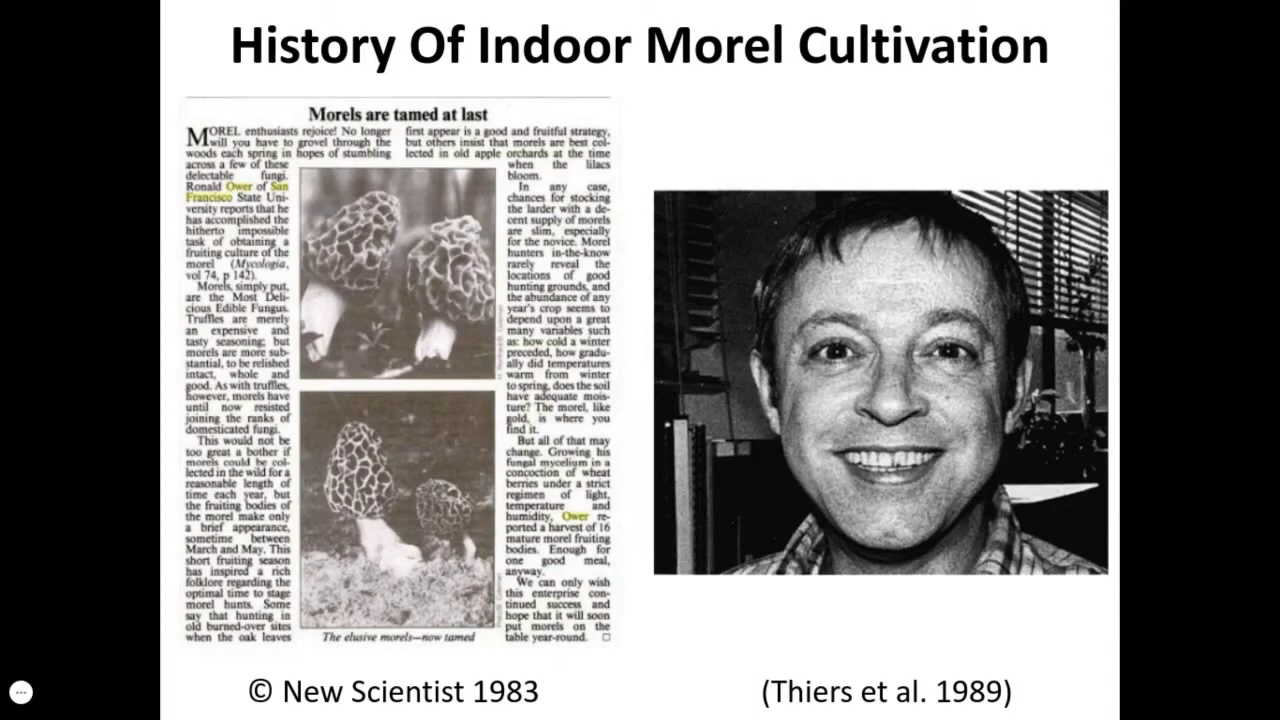 History Of Indoor Morel Cultivation
Morels are tamed at last
MOREL enthusiasts rejoice! No longer
will you have to grovel through the
woods each spring in hopes of stumbling
across a few of these
delectable fungi.
Ronald Ower of San
Francisco State Uni-
versity reports that he
has accomplished the
hitherto impossible
task of obtaining a
fruiting culture of the
morel (Mycologia,
vol 74, p 142).
Morels, simply put,
are the Most Deli-
cious Edible Fungus.
Truffles are merely
an expensive and
tasty seasoning; but
morels are more sub-
stantial, to be relished
intact, whole and
good. As with truffles,
however, morels have
until now resisted
joining the ranks of
domesticated fungi.
This would not be
too great a bother if
morels could be col-
lected in the wild for a
reasonable length of
time each year, but
the fruiting bodies of
the morel make only
a brief appearance,
sometime between
March and May. This
short fruiting season
has inspired a rich
folklore regarding the
optimal time to stage
morel hunts. Some
say that hunting in
old burned-over sites
when the oak leaves
first appear is a good and fruitful strategy,
but others insist that morels are best col-
lected in old apple orchards at the time
when the lilacs
bloom.
In any case,
chances for stocking
the larder with a de-
cent supply of morels
are slim, especially
for the novice. Morel
hunters in-the-know
rarely reveal the
locations of good
hunting grounds, and
the abundance of any
year's crop seems to
depend upon a great
many variables such
as: how cold a winter
preceded, how gradu-
ally did temperatures
warm from winter
to spring, does the soil
have adequate mois-
ture? The morel, like
gold, is where you
find it.
But all of that may
change. Growing his
fungal mycelium in a
concoction of wheat
berries under a strict
regimen of light,
temperature and
humidity, Ower re-
ported a harvest of 16
mature morel fruiting
bodies. Enough for
one good meal,
anyway.
We can only wish
this enterprise con-
tinued success and
hope that it will soon
put morels on the
table year-round.
The elusive morels—now tamed
© New Scientist 1983
(Thiers et al. 1989)